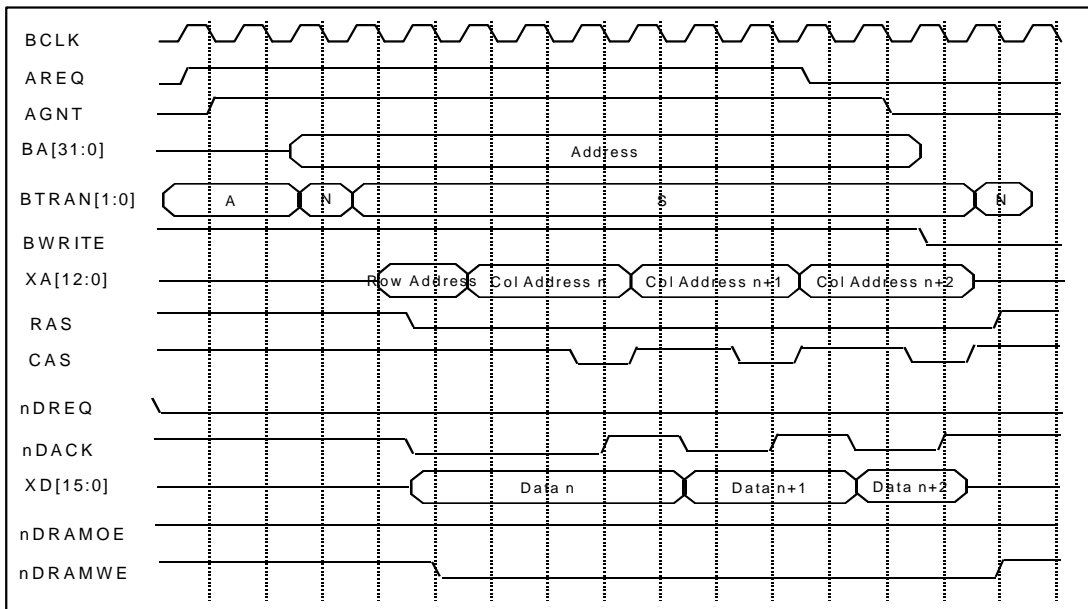 BCLK
AREQ
AGNT
BA[31:0] Address
BTRAN[1:0] A N S N
BWRITE
XA[12:0] Row Address Col Address n Col Address n+1 Col Address n+2
RAS
CAS
nDREQ
nDACK
XD[15:0] Data n Data n+1 Data n+2
nDRAMOE
nDRAMWE